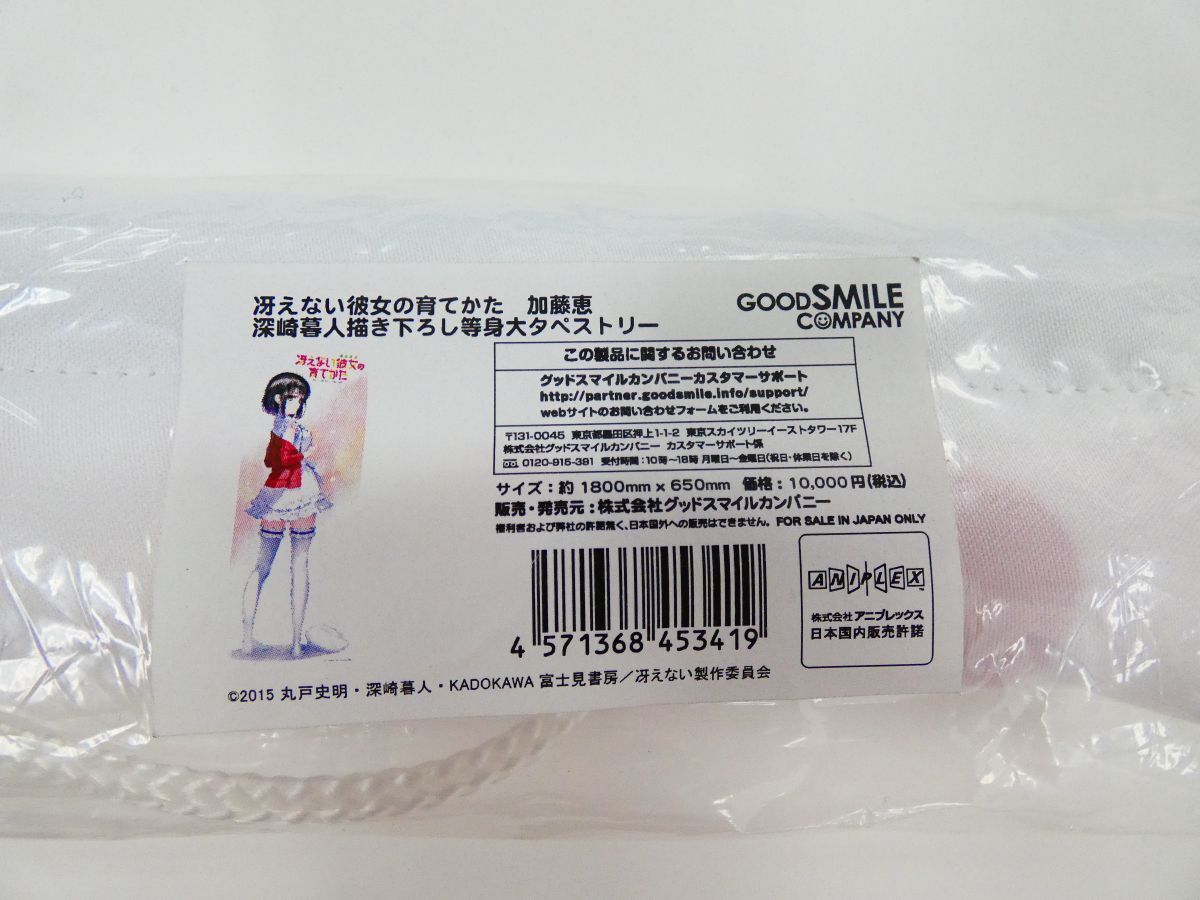 冴えない彼女の育てかた 加藤恵
深崎暮人描き下ろし等身大タペストリー
GOOD SMILE
COMPANY
冴えない彼女の
育てかた
この製品に関するお問い合わせ
グッドスマイルカンパニーカスタマーサポート
http://partner.goodsmile.info/support/
webサイトのお問い合わせフォームをご利用ください。
〒131-0045 東京都墨田区押上1-1-2 東京スカイツリーイーストタワー17F
株式会社グッドスマイルカンパニー カスタマーサポート係
0120-915-391 受付時間:10時~18時 月曜日~金曜日(祝日・休業日を除く)
サイズ:約 1800mm × 650mm 価格:10,000円(税込)
販売・発売元:株式会社グッドスマイルカンパニー
権利者および弊社の許諾無く、日本国外への販売はできません。 FOR SALE IN JAPAN ONLY
4 571368 453419
ANIPLEX™
株式会社 アニプレックス
日本国内販売許諾
©2015 丸戸史明・深崎暮人・KADOKAWA 富士見書房/冴えない製作委員会